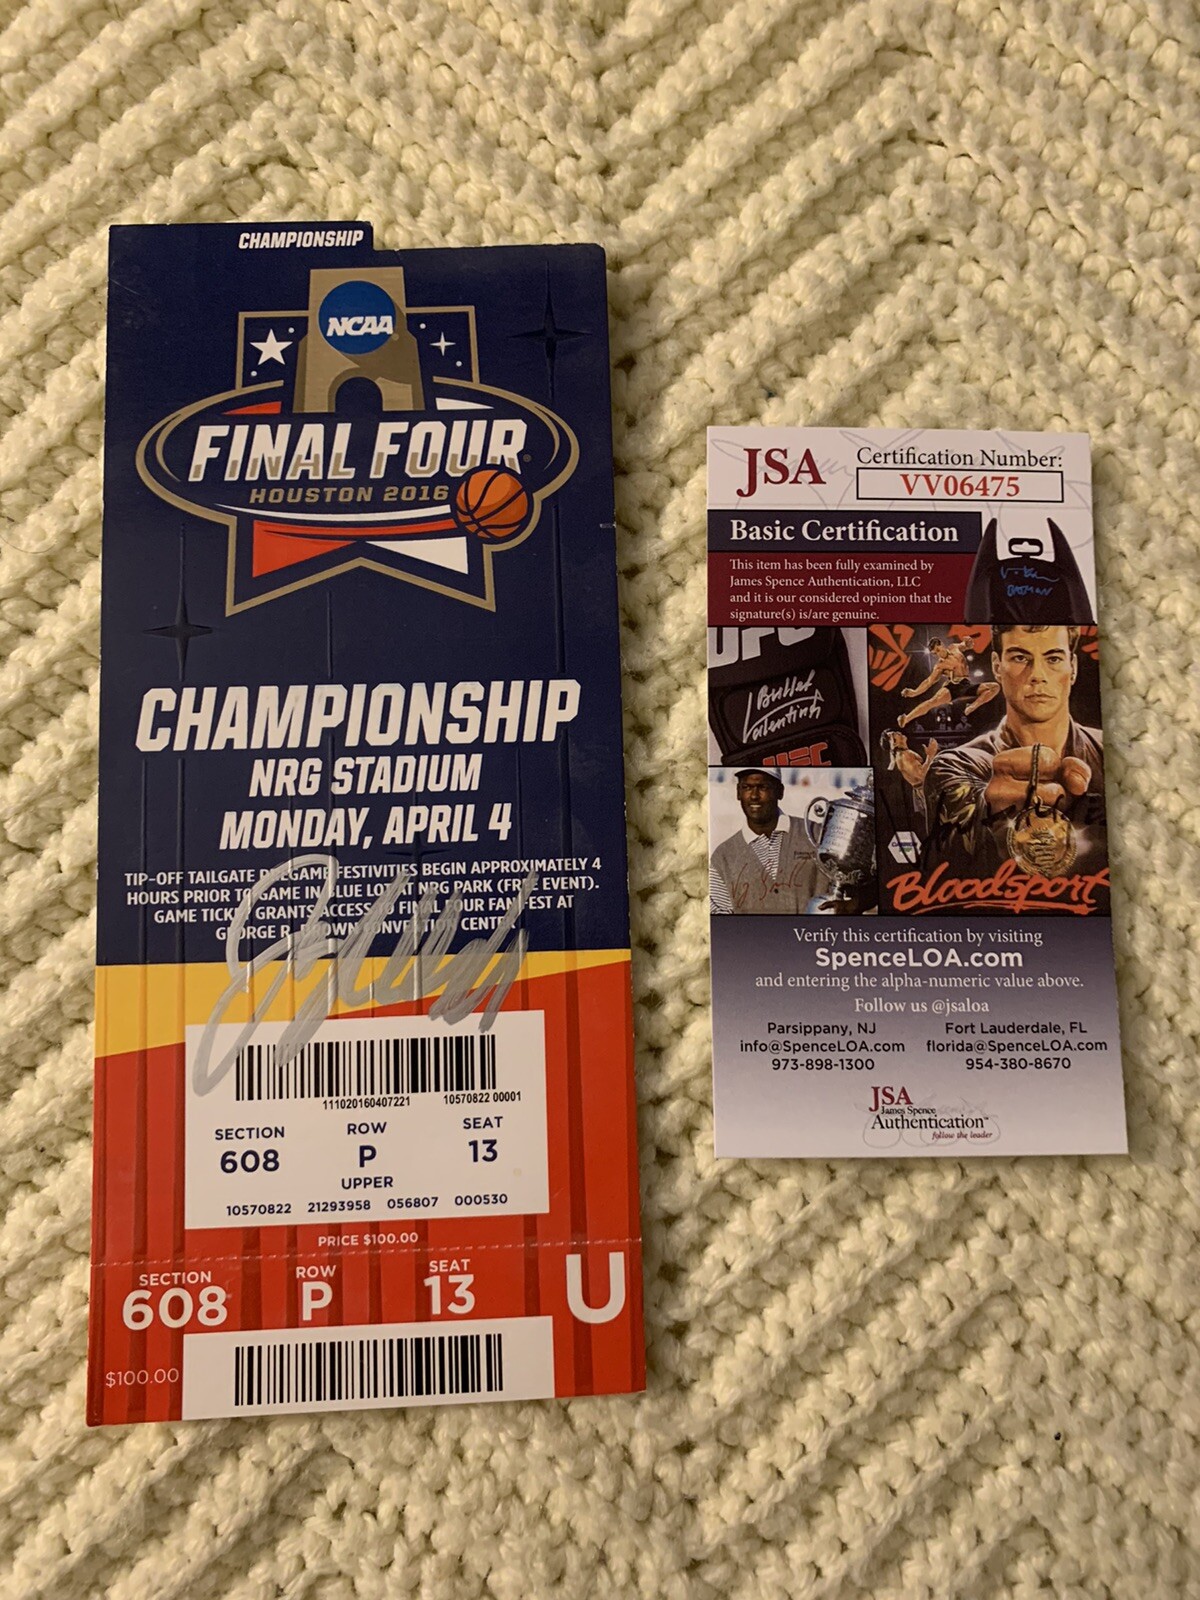 CHAMPIONSHIP
NCAA
FINAL FOUR
HOUSTON 2016
CHAMPIONSHIP
NRG STADIUM
MONDAY, APRIL 4
TIP-OFF TAILGATE PREGAME FESTIVITIES BEGIN APPROXIMATELY 4
HOURS PRIOR TO GAME IN BLUE LOT AT NRG PARK (FREE EVENT).
GAME TICKET GRANTS ACCESS TO FINAL FOUR FAN FEST AT
GEORGE R. BROWN CONVENTION CENTER
111020160407221 10570822 00001
SECTION ROW SEAT
608 P 13
UPPER
10570822 21293958 056807 000530
PRICE $100.00
SECTION ROW SEAT
608 P 13 U
$100.00
JSA
Certification Number:
VV06475
Basic Certification
This item has been fully examined by
James Spence Authentication, LLC
and it is our considered opinion that the
signature(s) is/are genuine.
UFC
Bullet
Valentina
UFC
Bloodsport
Verify this certification by visiting
SpenceLOA.com
and entering the alpha-numeric value above.
Follow us @jsaloa
Parsippany, NJ Fort Lauderdale, FL
info@SpenceLOA.com florida@SpenceLOA.com
973-898-1300 954-380-8670
JSA
James Spence
Authentication™
follow the leader